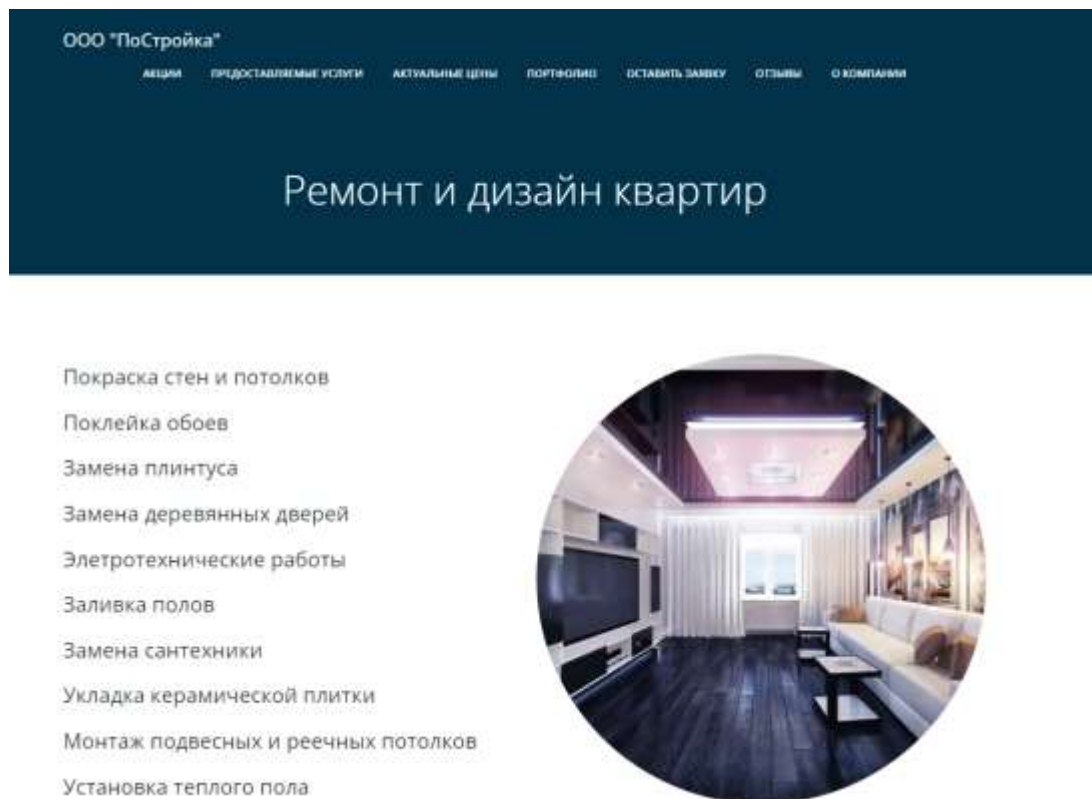 ООО "ПоСтройка"
АКЦИИ ПРЕДОСТАВЛЯЕМЫЕ УСЛУГИ АКТУАЛЬНЫЕ ЦЕНЫ ПОРТФОЛИО ОСТАВИТЬ ЗАЯВКУ ОТЗЫВЫ О КОМПАНИИ
Ремонт и дизайн квартир
Покраска стен и потолков
Поклейка обоев
Замена плинтуса
Замена деревянных дверей
Элетротехнические работы
Заливка полов
Замена сантехники
Укладка керамической плитки
Монтаж подвесных и реечных потолков
Установка теплого пола